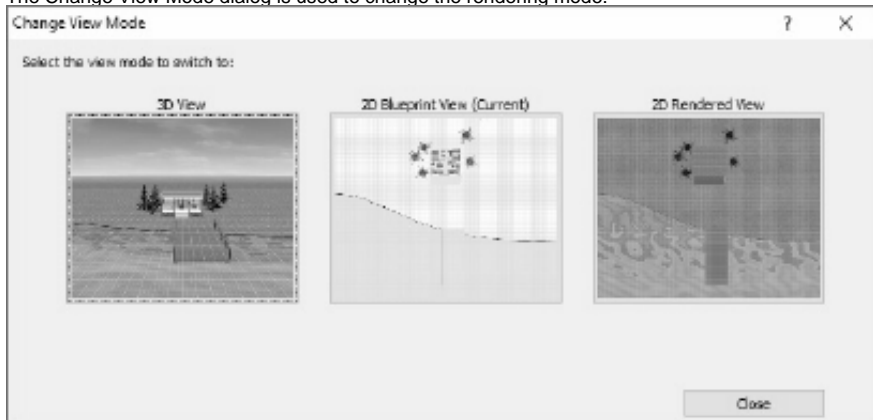 The Change View Mode dialog is used to change the rendering mode.
Change View Mode ? ×
Select the view mode to switch to:
3D View 2D Blueprint View (Current) 2D Rendered View
Close